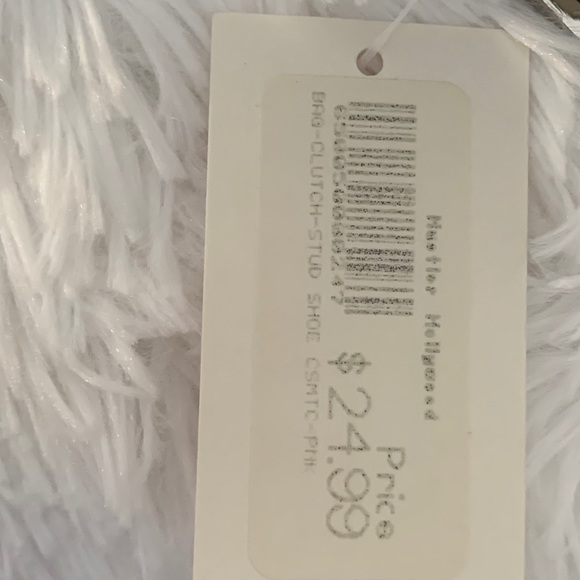 Hustler Hollywood
Price
$24.99
BAG-CLUTCH-STUD SHOE CSMTC-PNK